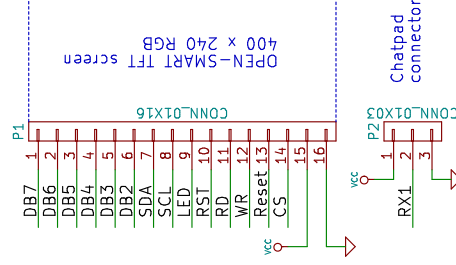 OPEN-SMART TFT screen
400 x 240 RGB
Chatpad
connector
P1
CONN_01X16
P2
CONN_01X03
1
2
3
4
5
6
7
8
9
10
11
12
13
14
15
16
1
2
3
DB7
DB6
DB5
DB4
DB3
DB2
SDA
SCL
LED
RST
RD
WR
Reset
CS
VCC
VCC
RX1